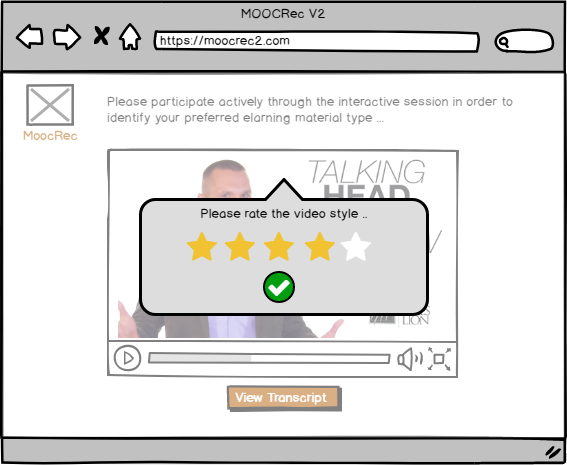 MOOCRec V2
https://moocrec2.com
Please participate actively through the interactive session in order to
identify your preferred elarning material type ...
MoocRec
TALKING
HEAD
Please rate the video style ..
LION
View Transcript